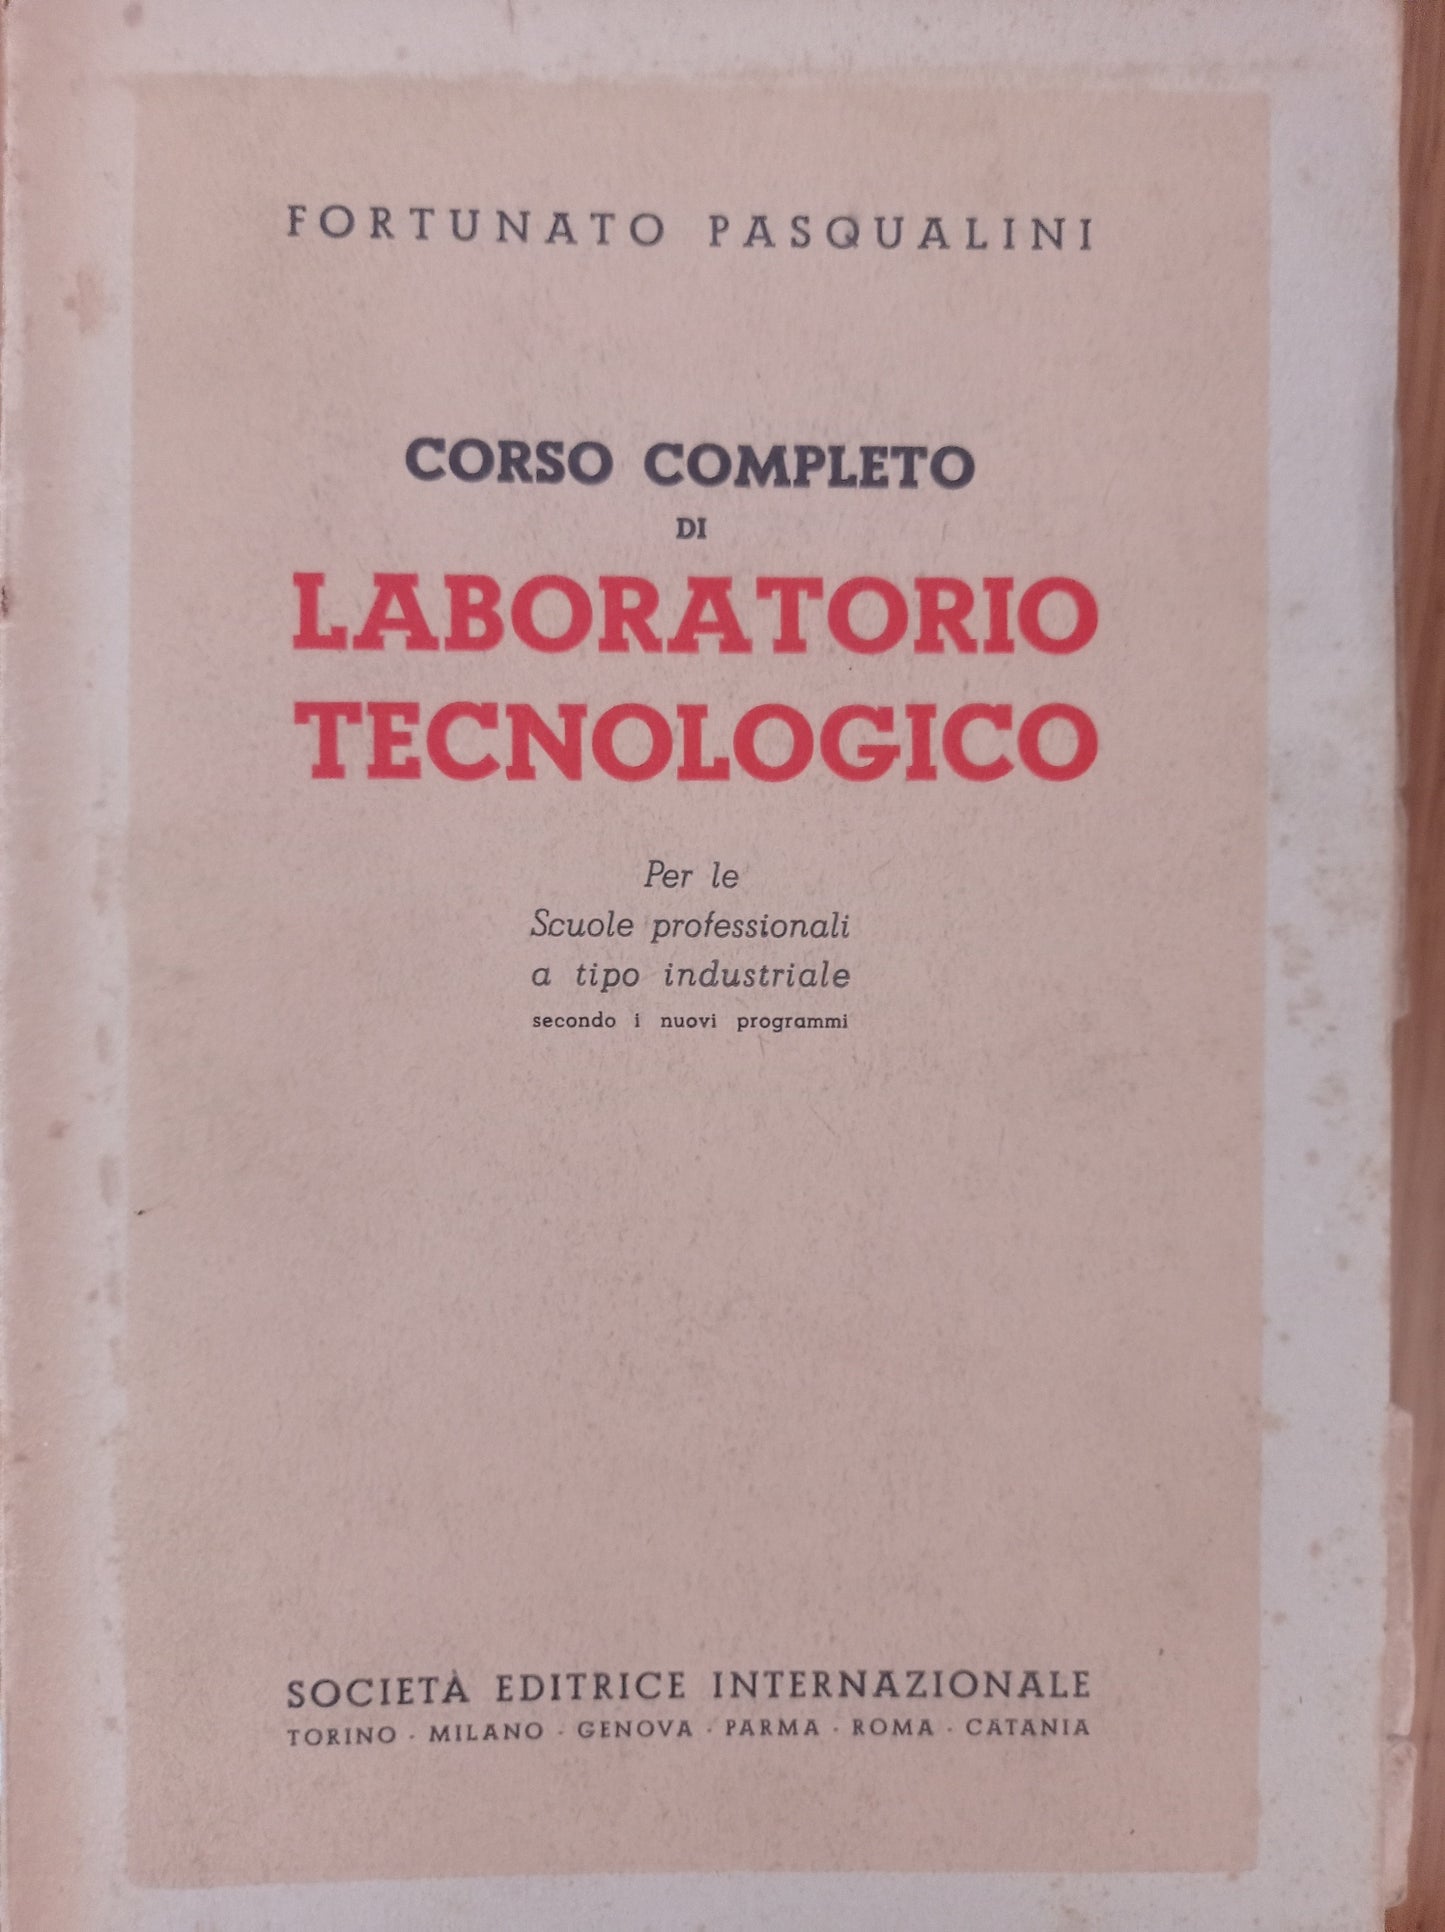 FORTUNATO PASQUALINI
CORSO COMPLETO
DI
LABORATORIO
TECNOLOGICO
Per le
Scuole professionali
a tipo industriale
secondo i nuovi programmi
SOCIETÀ EDITRICE INTERNAZIONALE
TORINO · MILANO · GENOVA · PARMA · ROMA · CATANIA